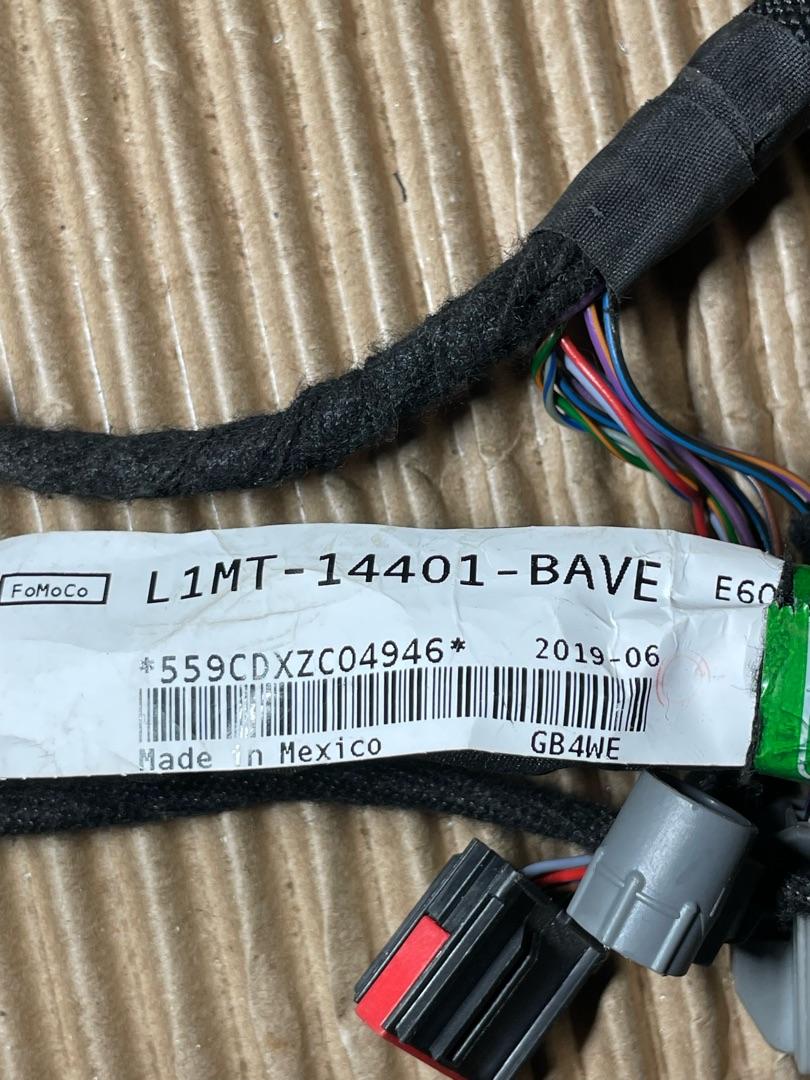 FoMoCo
L1MT-14401-BAVE E60
*559CDXZC04946* 2019-06
Made in Mexico GB4WE